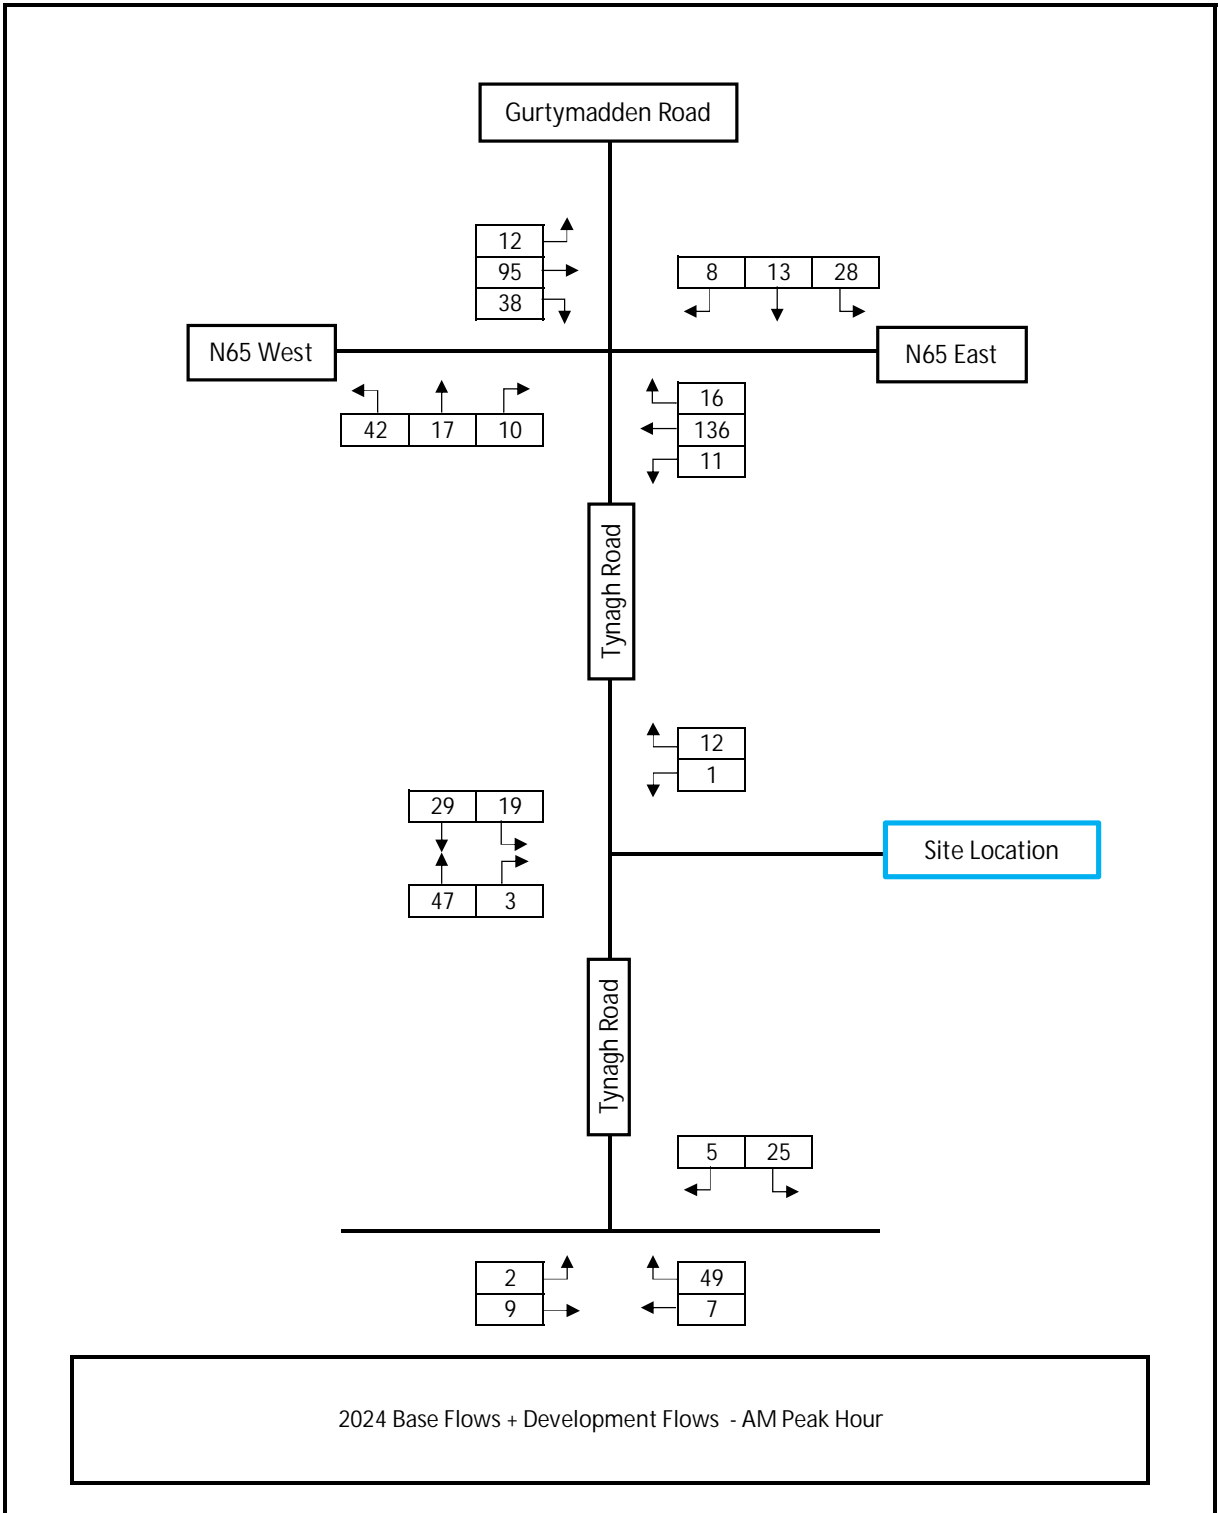 Gurtymadden Road
12
95
38
8 13 28
N65 West
N65 East
42 17 10
16
136
11
Tynagh Road
12
1
29 19
Site Location
47 3
Tynagh Road
5 25
2
9
49
7
2024 Base Flows + Development Flows - AM Peak Hour